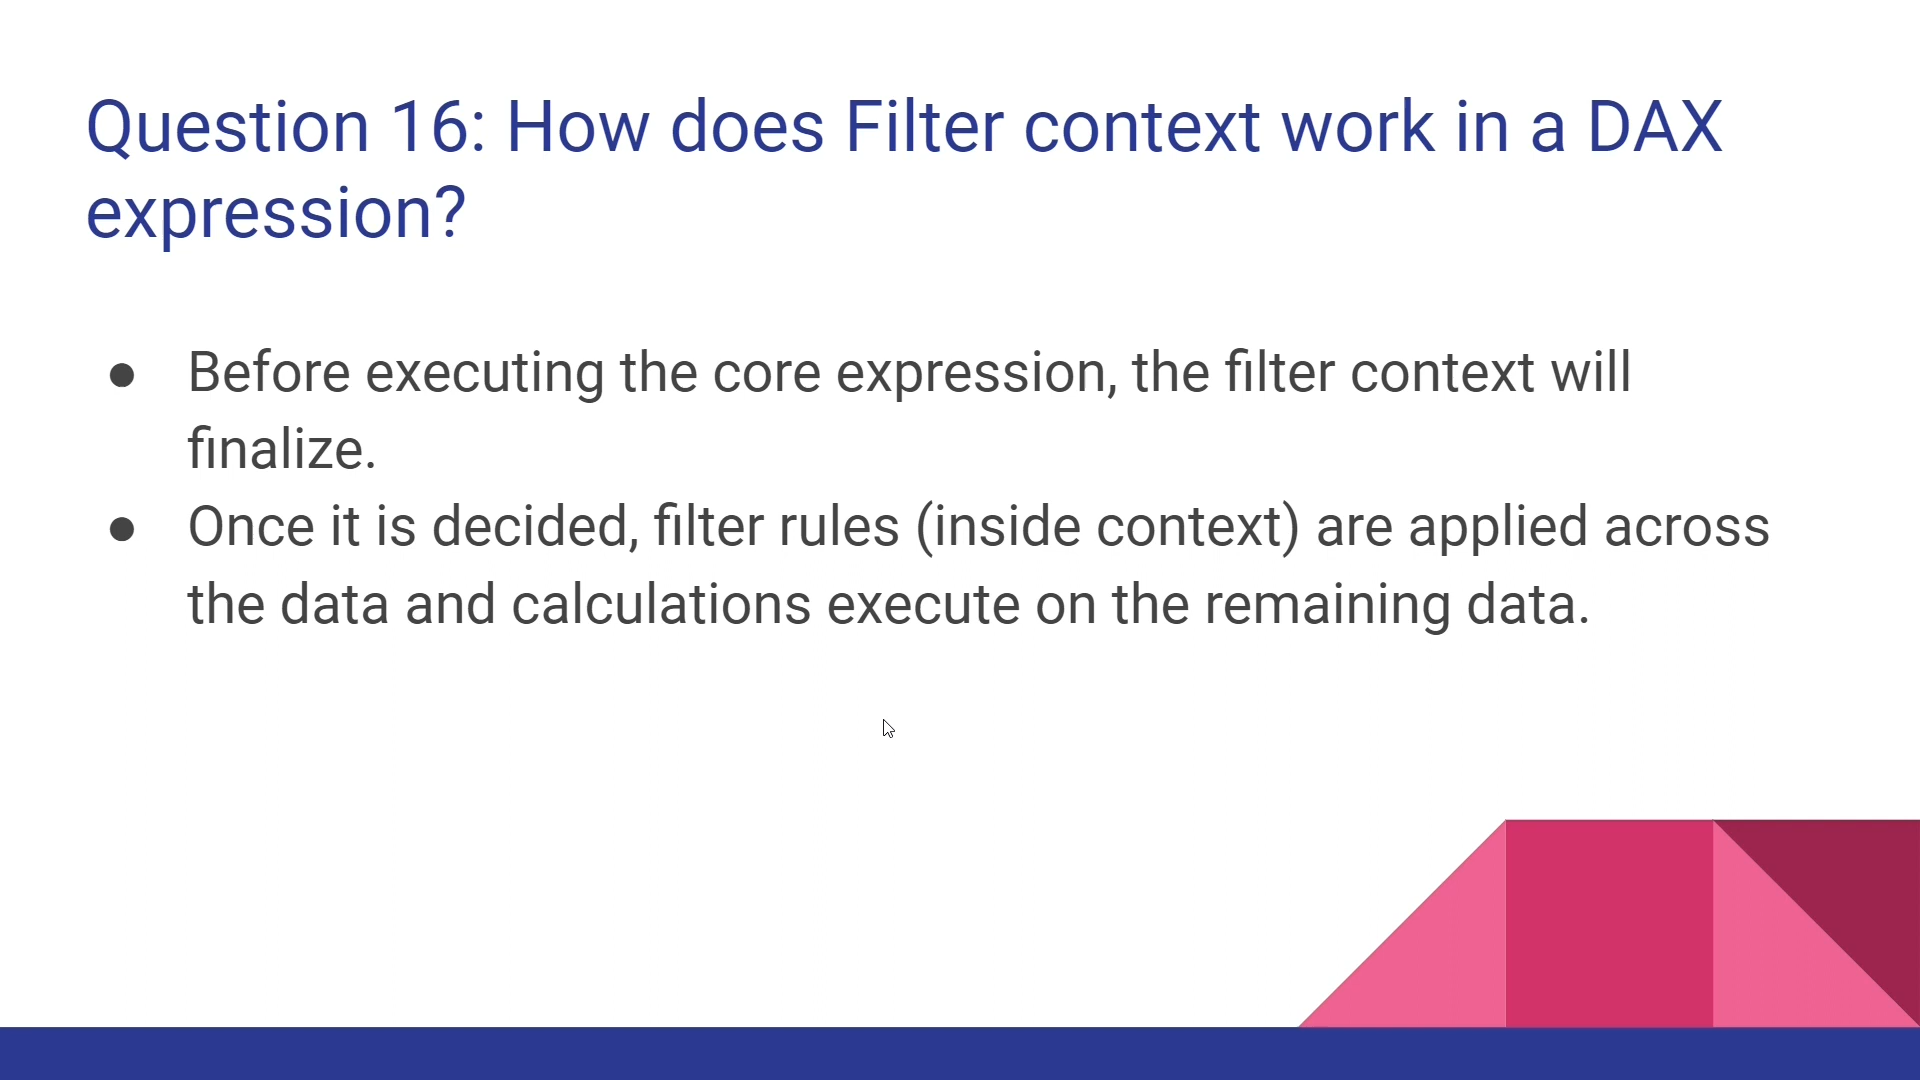 Question 16: How does Filter context work in a DAX
expression?
● Before executing the core expression, the filter context will
finalize.
● Once it is decided, filter rules (inside context) are applied across
the data and calculations execute on the remaining data.